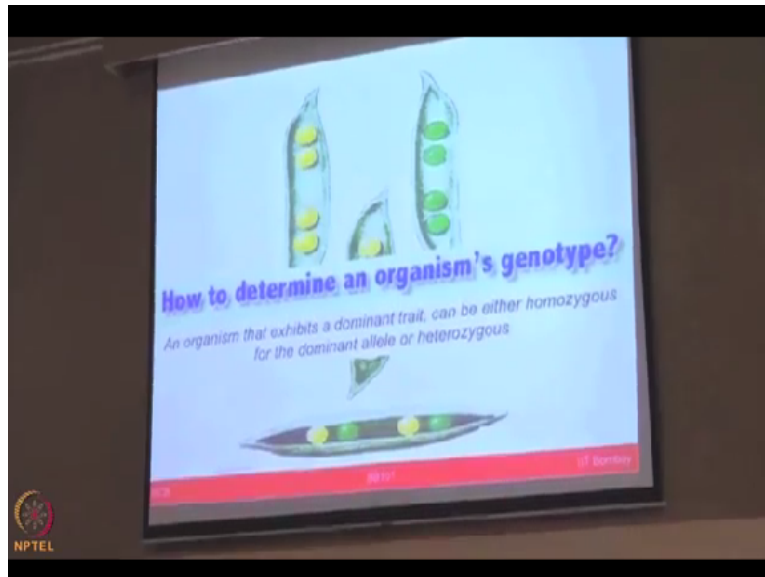 How to determine an organism's genotype?
An organism that exhibits a dominant trait, can be either homozygous
for the dominant allele or heterozygous
IIT Bombay
NPTEL